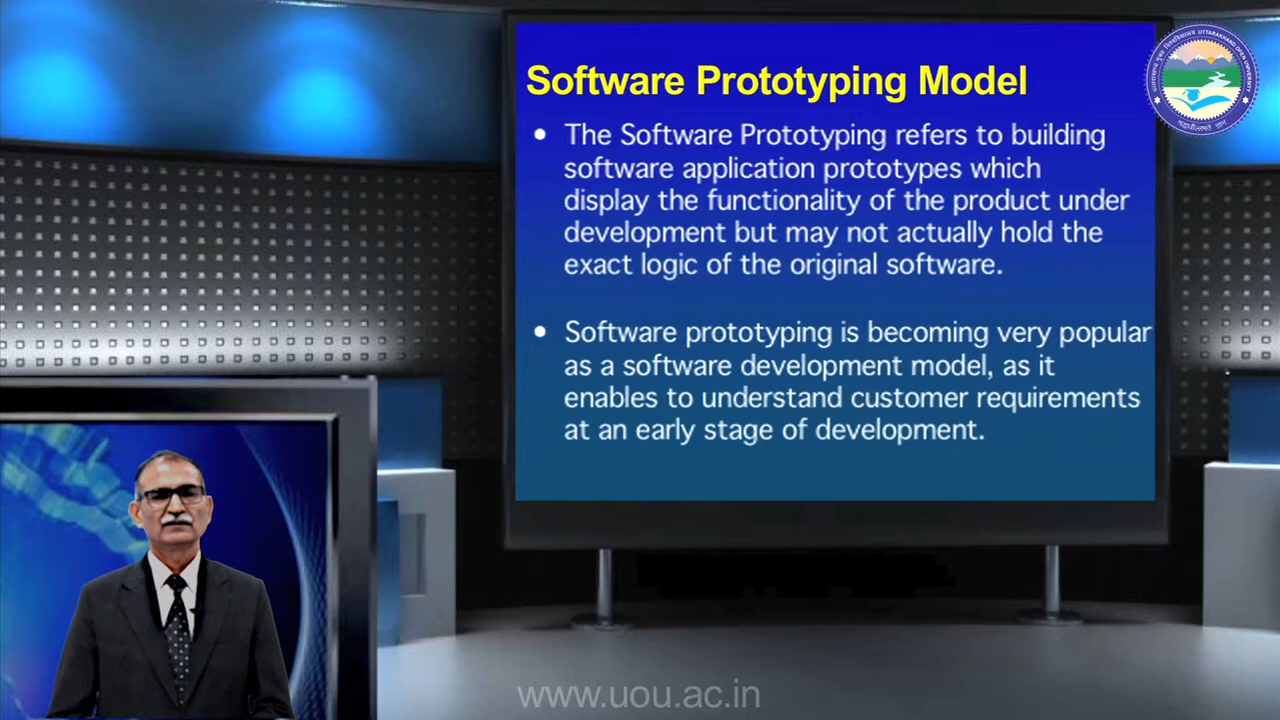 Software Prototyping Model
• The Software Prototyping refers to building
software application prototypes which
display the functionality of the product under
development but may not actually hold the
exact logic of the original software.
• Software prototyping is becoming very popular
as a software development model, as it
enables to understand customer requirements
at an early stage of development.
UTTARAKHAND OPEN UNIVERSITY
www.uou.ac.in